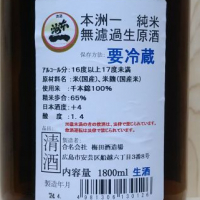 本洲一 純米
無濾過生原酒
保存方法 要冷蔵
アルコール分:16度以上17度未満
原材料:米(国産)、米麹(国産米)
使用米:千本錦100%
精米歩合:65%
日本酒度:+4
酸度:1.4
清酒
合名会社 梅田酒造場
広島市安芸区船越六丁目3番8号
内容量 1800ml 生酒
製造年月